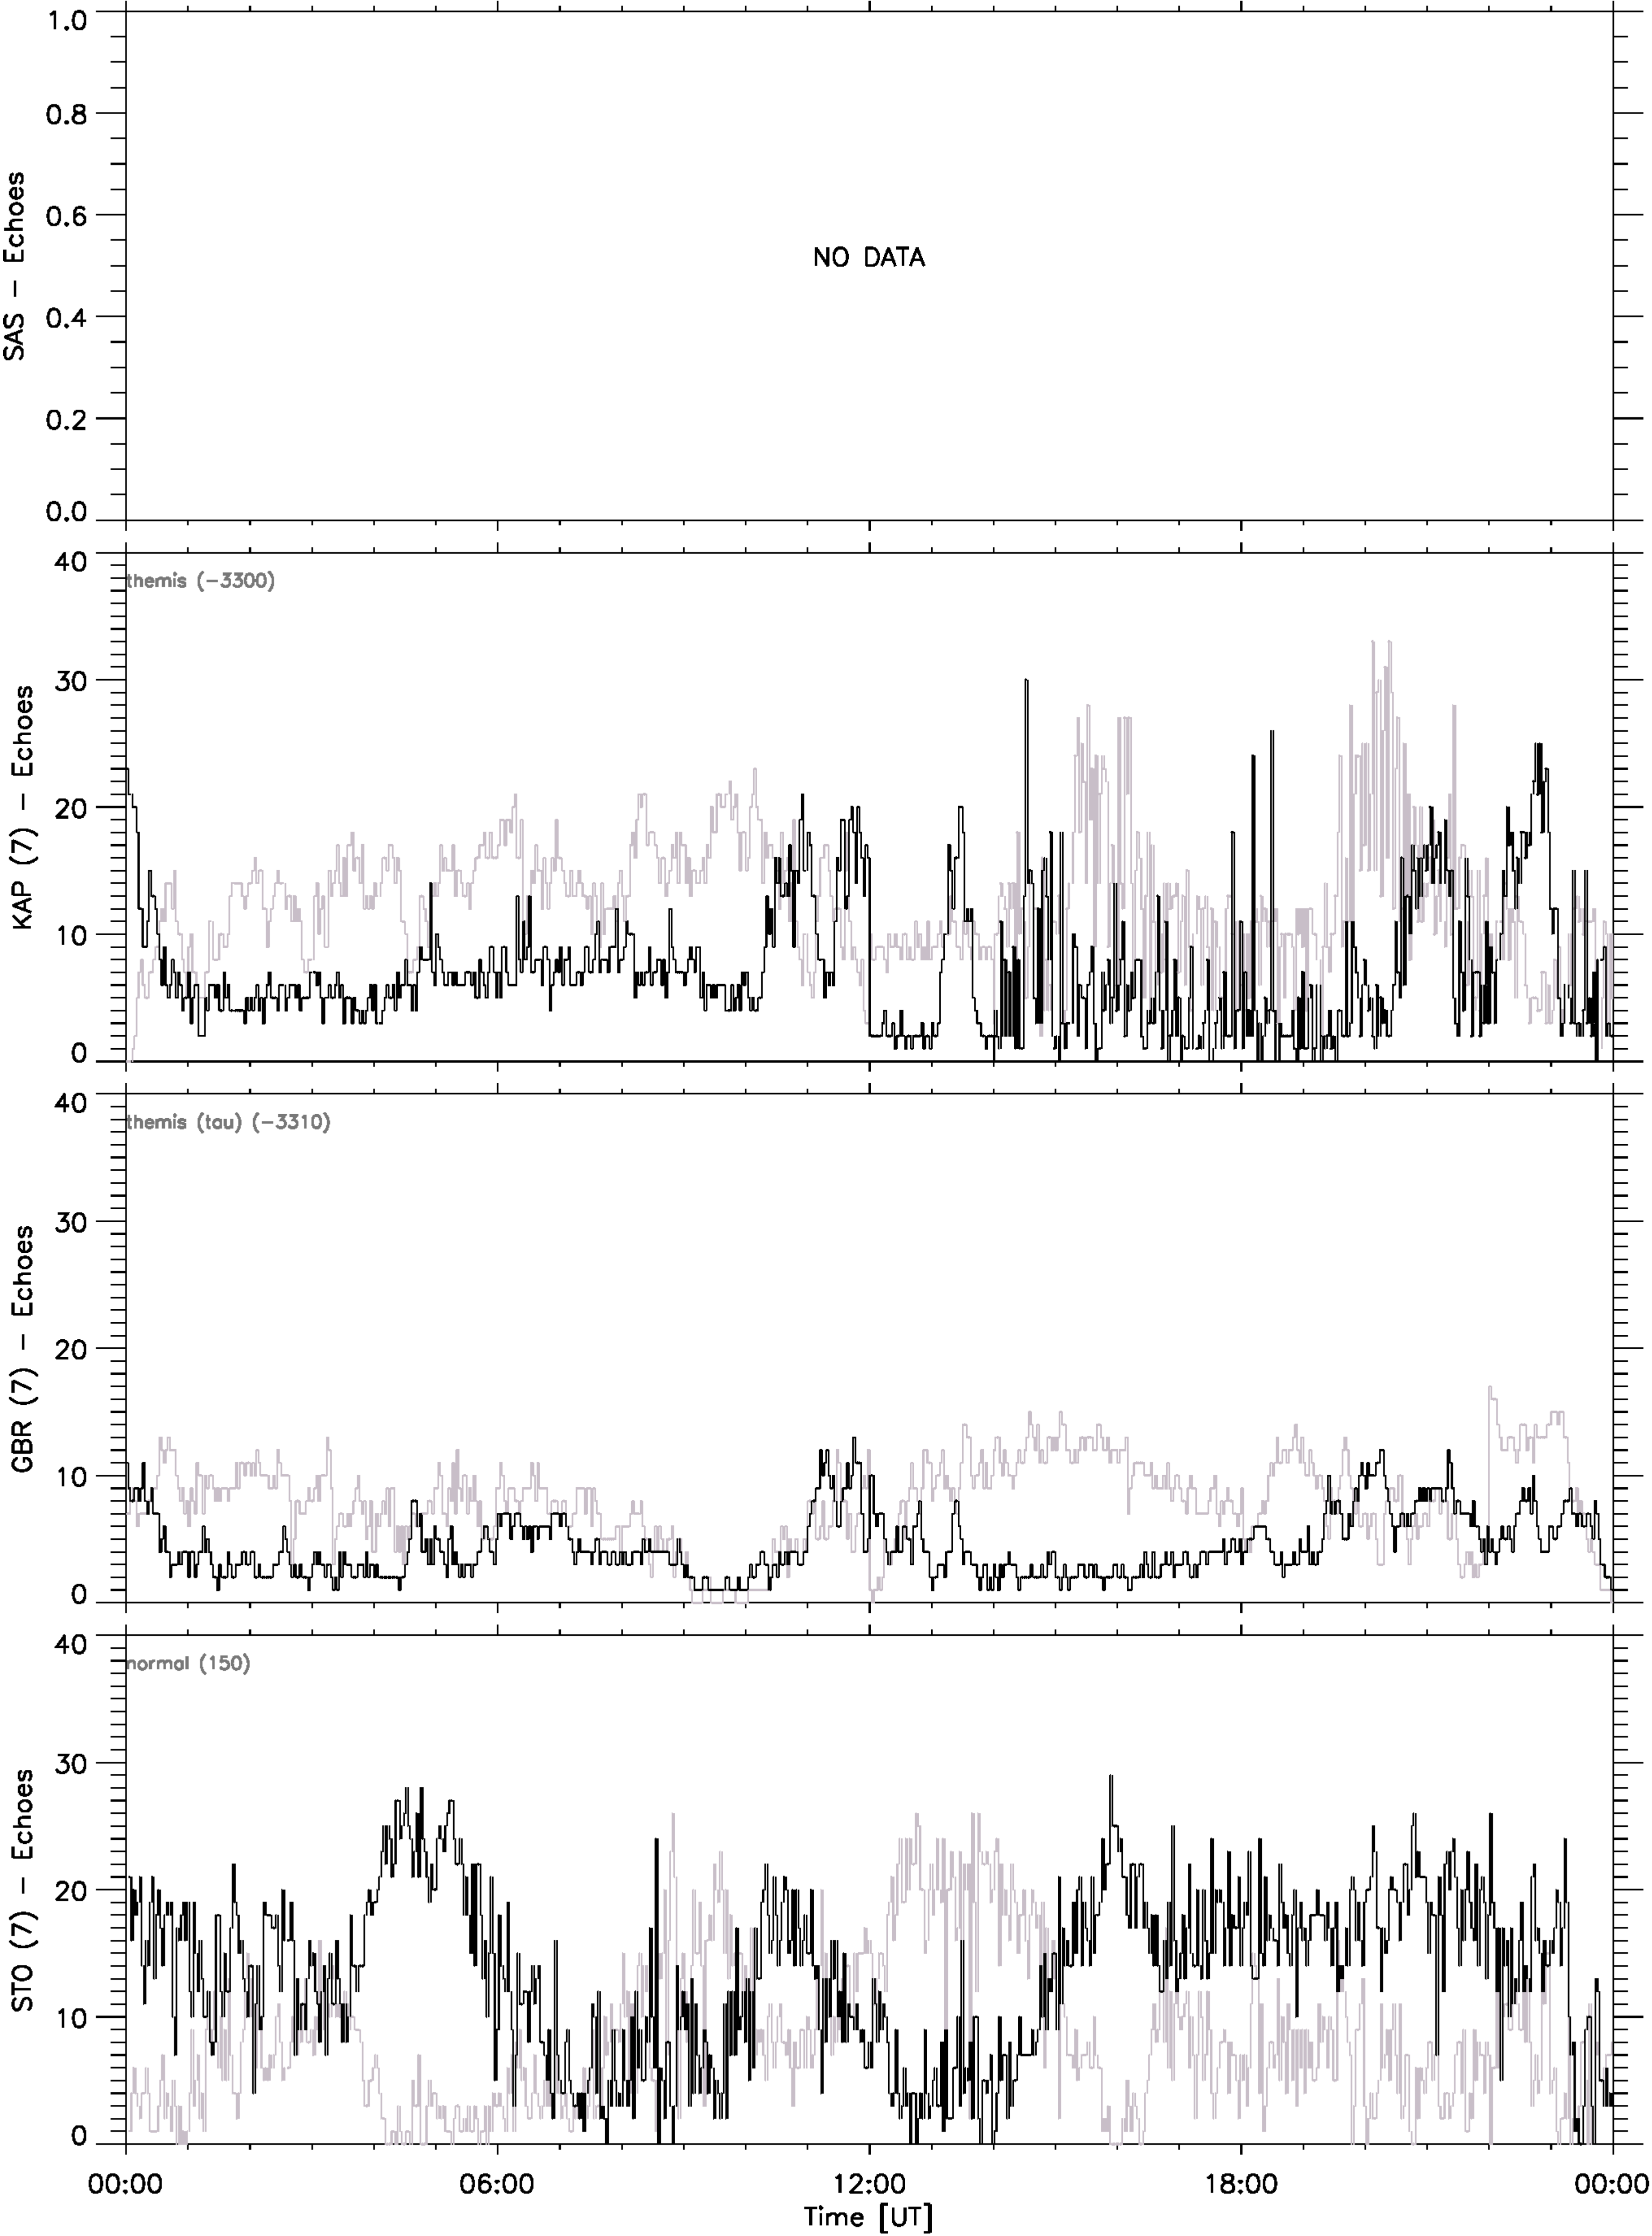 1.0
0.8
0.6
0.4
0.2
0.0
SAS - Echoes
NO DATA
40
30
20
10
0
KAP (7) - Echoes
themis (-3300)
40
30
20
10
0
GBR (7) - Echoes
themis (tau) (-3310)
40
30
20
10
0
STO (7) - Echoes
normal (150)
00:00 06:00 12:00 18:00 00:00
Time [UT]